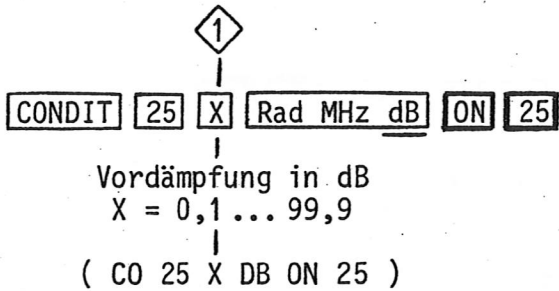 1
CONDIT 25 X Rad MHz dB ON 25
Vordämpfung in dB
X = 0,1 ... 99,9
( CO 25 X DB ON 25 )